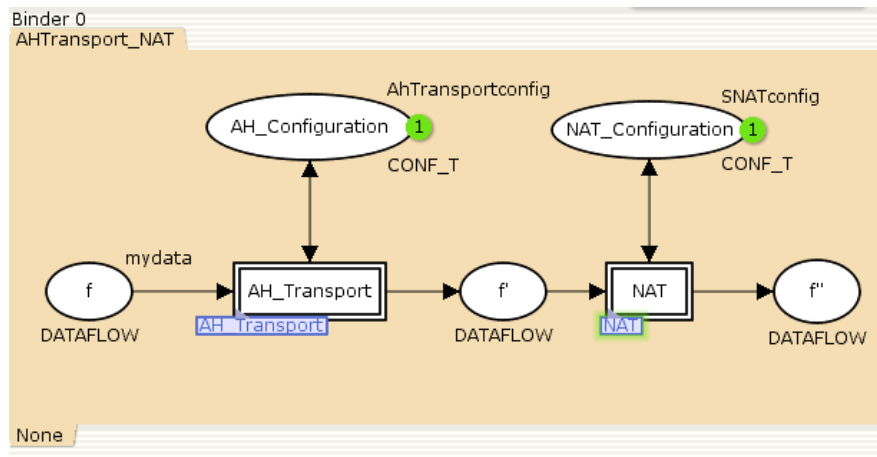 Binder 0
AHTransport_NAT
AhTransportconfig
SNATconfig
AH_Configuration
1
NAT_Configuration
1
CONF_T
CONF_T
mydata
f
AH_Transport
f'
NAT
f''
AH_Transport
NAT
DATAFLOW
DATAFLOW
DATAFLOW
None